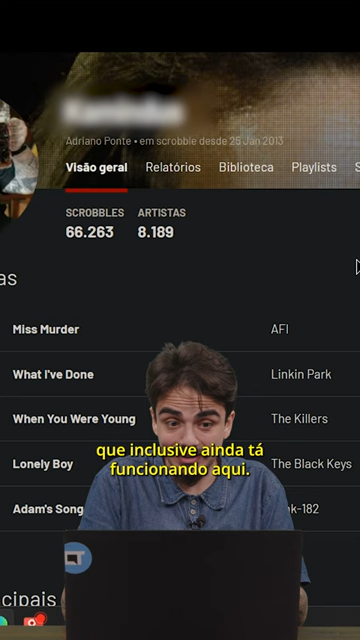 Adriano Ponte • em scrobble desde 25 Jan 2013
Visão geral Relatórios Biblioteca Playlists S
SCROBBLES ARTISTAS
66.263 8.189
as
Miss Murder AFI
What I've Done Linkin Park
When You Were Young The Killers
que inclusive ainda tá
funcionando aqui.
Lonely Boy The Black Keys
Adam's Song k-182
cipais
CT